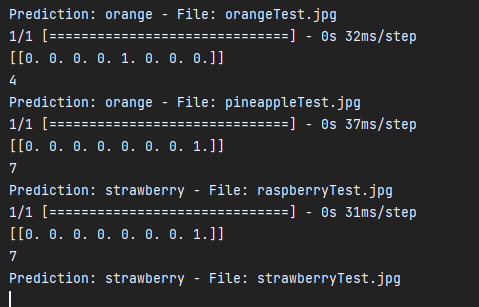 Prediction: orange - File: orangeTest.jpg
1/1 [==============================] - 0s 32ms/step
[[0. 0. 0. 0. 1. 0. 0. 0.]]
4
Prediction: orange - File: pineappleTest.jpg
1/1 [==============================] - 0s 37ms/step
[[0. 0. 0. 0. 0. 0. 0. 1.]]
7
Prediction: strawberry - File: raspberryTest.jpg
1/1 [==============================] - 0s 31ms/step
[[0. 0. 0. 0. 0. 0. 0. 1.]]
7
Prediction: strawberry - File: strawberryTest.jpg